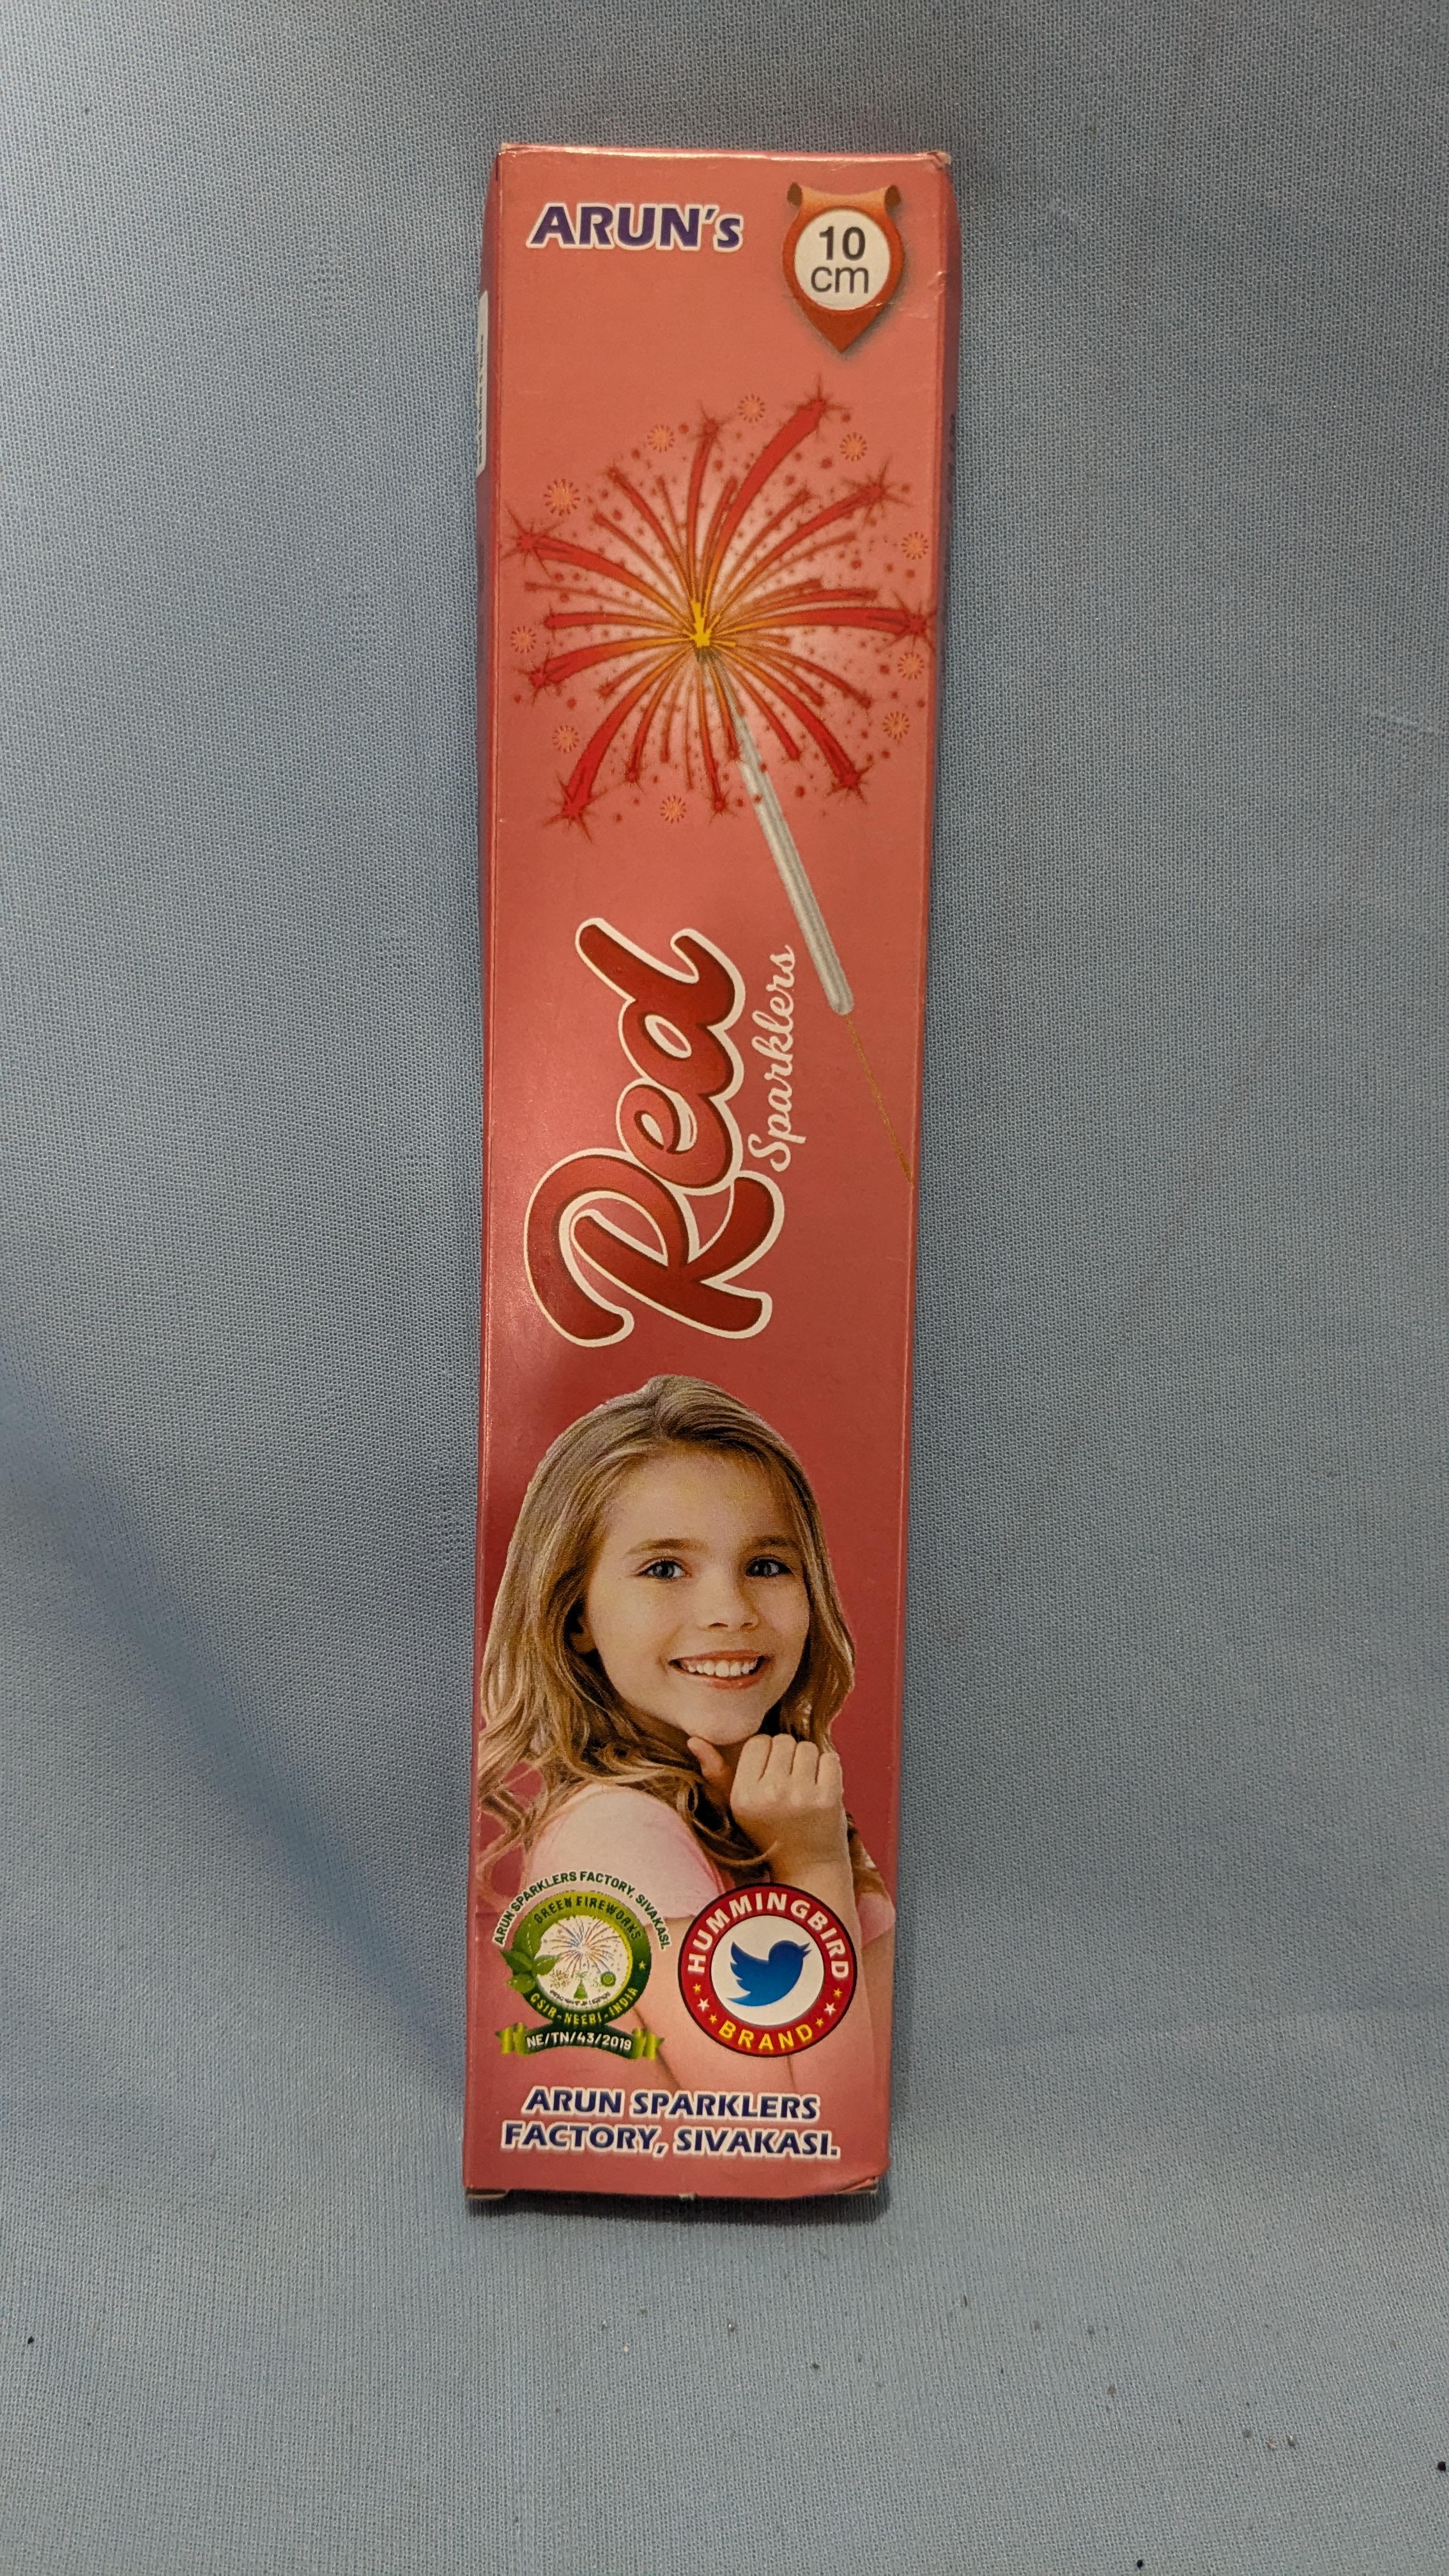 ARUN's
10
cm
Red
Sparklers
ARUN SPARKLERS FACTORY, SIVAKASI.
GREEN FIREWORKS
CSIR-NEERI-INDIA
NE/TN/43/2019
HUMMINGBIRD
BRAND
ARUN SPARKLERS
FACTORY, SIVAKASI.